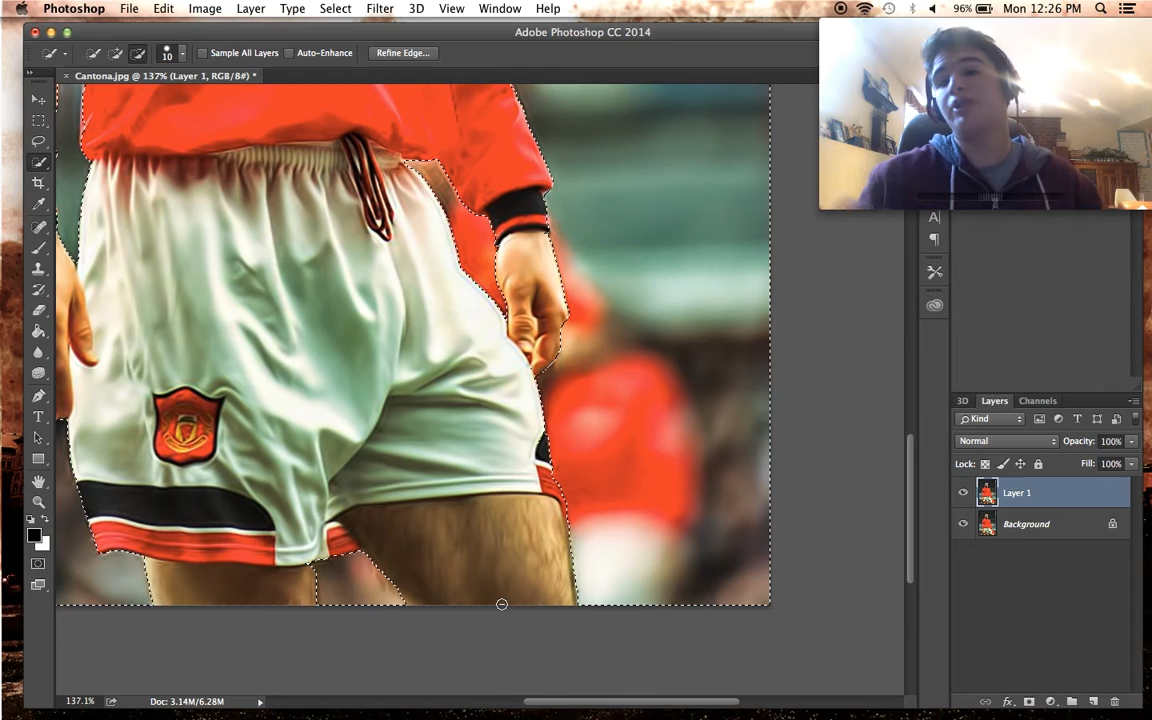 Photoshop File Edit Image Layer Type Select Filter 3D View Window Help 96% Mon 12:26 PM
Adobe Photoshop CC 2014
10 Sample All Layers Auto-Enhance Refine Edge...
× Cantona.jpg @ 137% (Layer 1, RGB/8#) *
3D Layers Channels
Kind
Normal Opacity: 100%
Lock: Fill: 100%
Layer 1
Background
137.1% Doc: 3.14M/6.28M